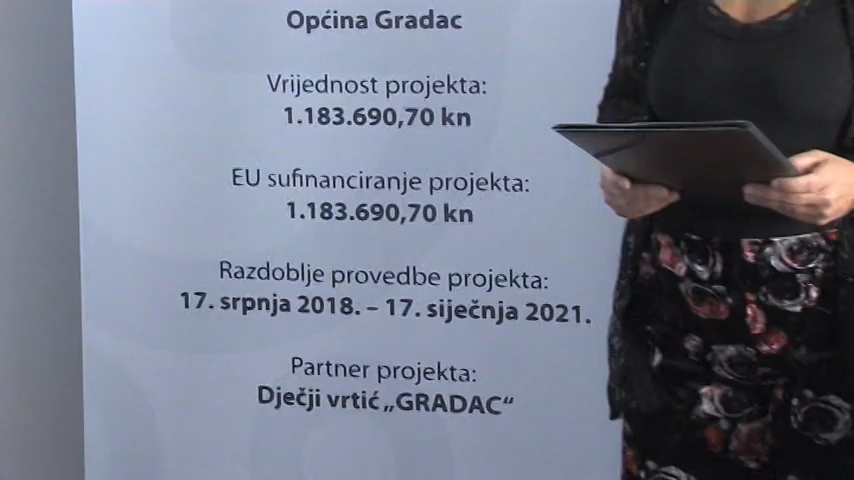 Općina Gradac
Vrijednost projekta:
1.183.690,70 kn
EU sufinanciranje projekta:
1.183.690,70 kn
Razdoblje provedbe projekta:
17. srpnja 2018. – 17. siječnja 2021.
Partner projekta:
Dječji vrtić „GRADAC“